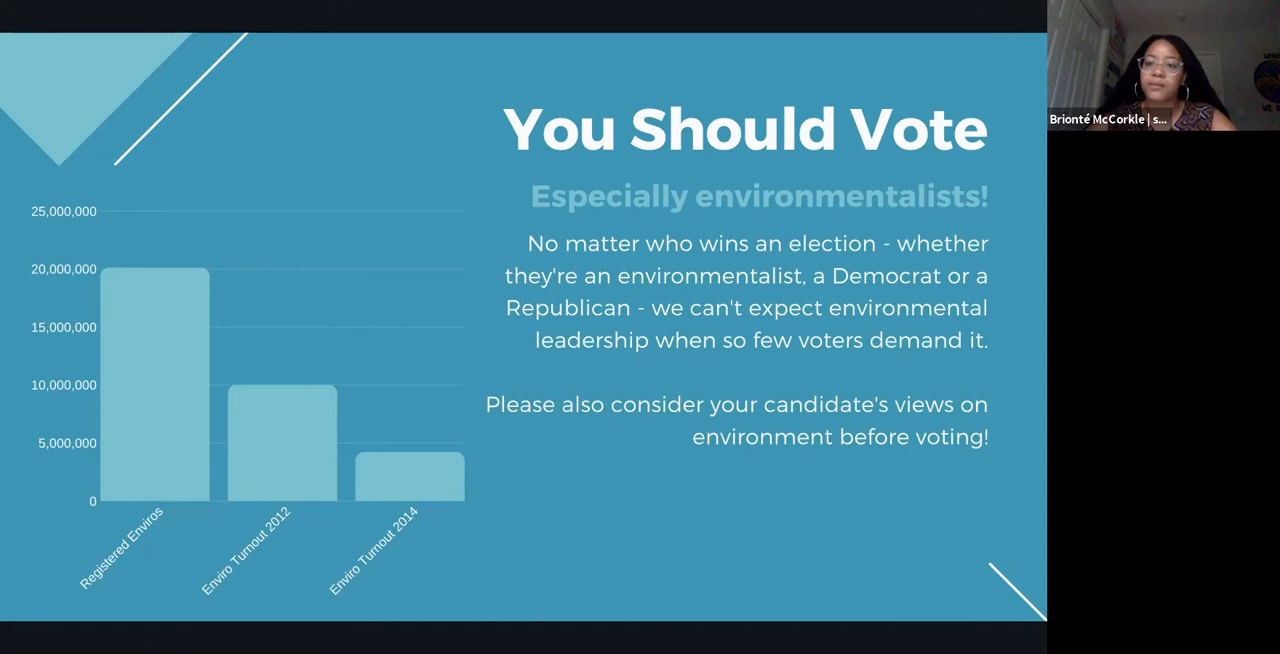 You Should Vote
Especially environmentalists!
No matter who wins an election - whether
they're an environmentalist, a Democrat or a
Republican - we can't expect environmental
leadership when so few voters demand it.
Please also consider your candidate's views on
environment before voting!
25,000,000
20,000,000
15,000,000
10,000,000
5,000,000
0
Registered Enviros
Enviro Turnout 2012
Enviro Turnout 2014
Brionté McCorkle | s...